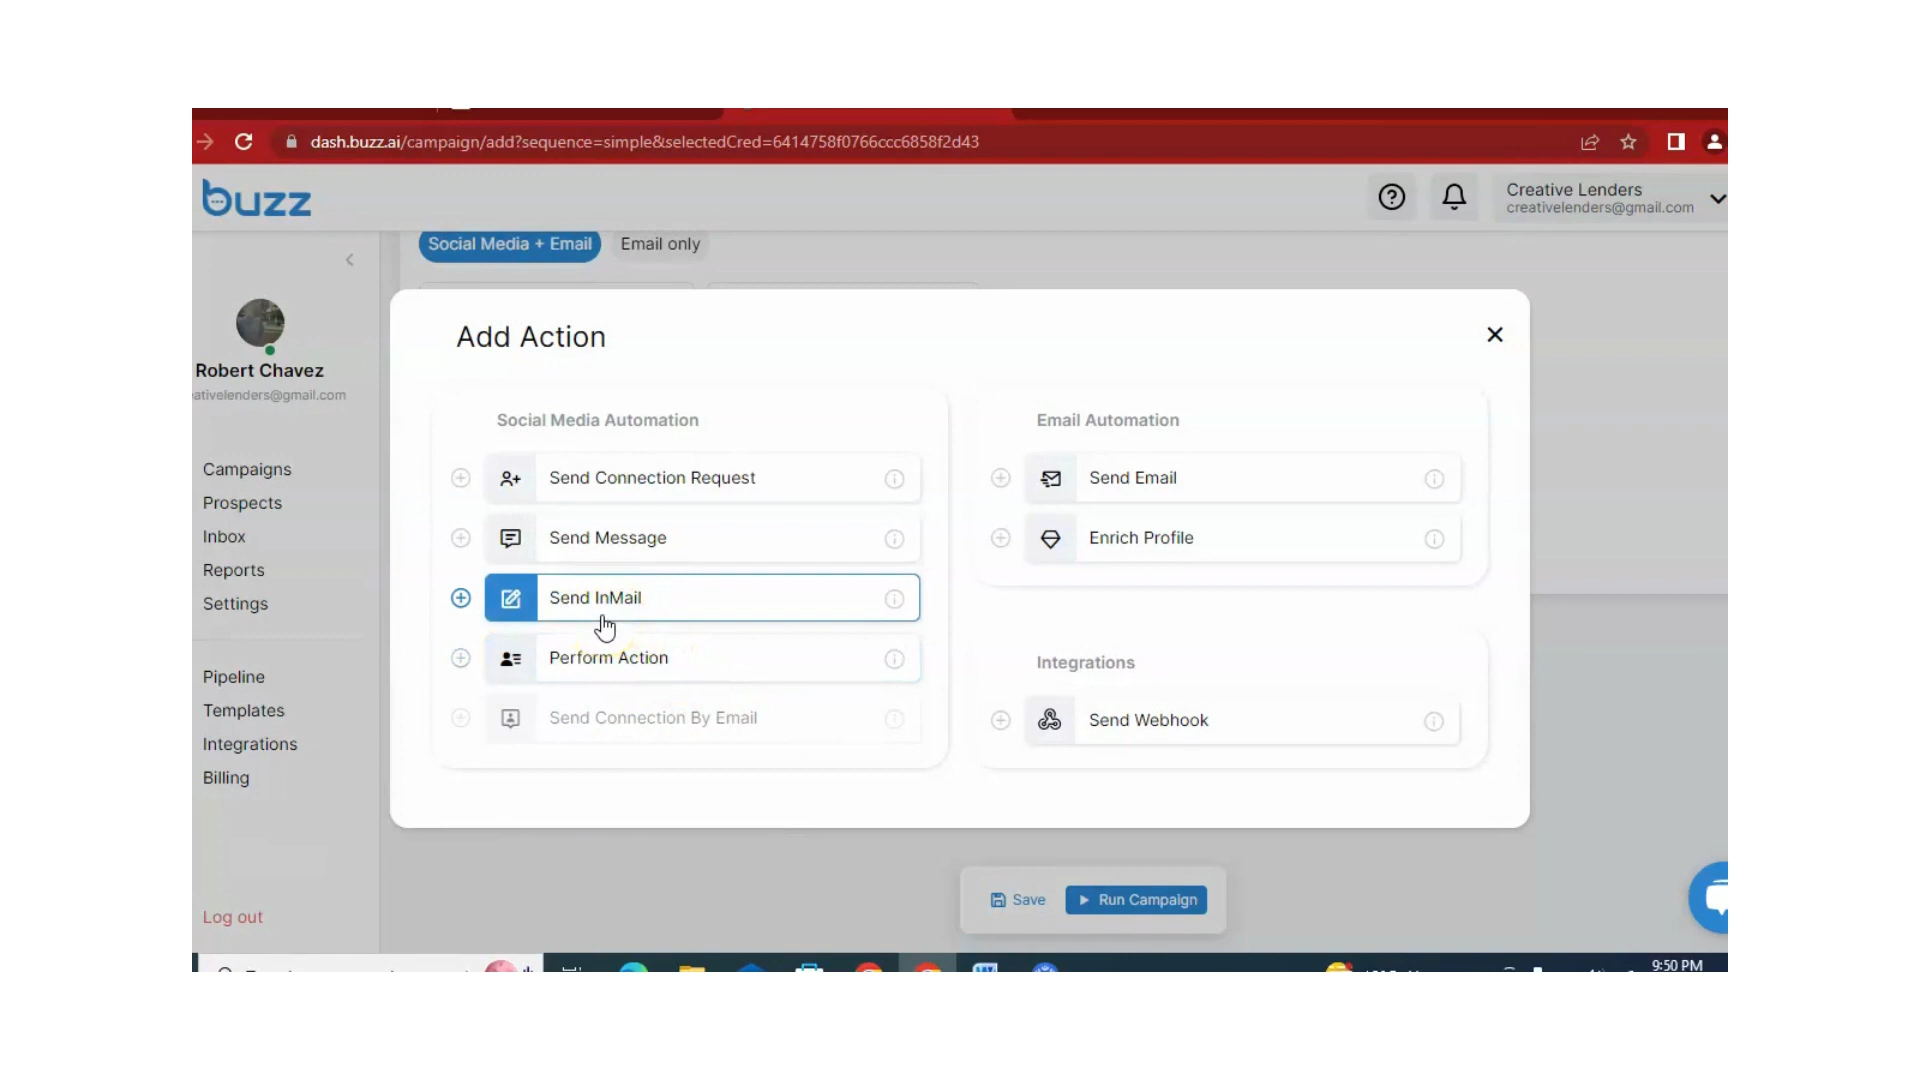 dash.buzz.ai/campaign/add?sequence=simple&selectedCred=6414758f0766ccc6858f2d43
buzz
Creative Lenders
creativelenders@gmail.com
Social Media + Email
Email only
Robert Chavez
ativelenders@gmail.com
Campaigns
Prospects
Inbox
Reports
Settings
Pipeline
Templates
Integrations
Billing
Log out
Add Action
Social Media Automation
Send Connection Request
Send Message
Send InMail
Perform Action
Send Connection By Email
Email Automation
Send Email
Enrich Profile
Integrations
Send Webhook
Save
Run Campaign
9:50 PM